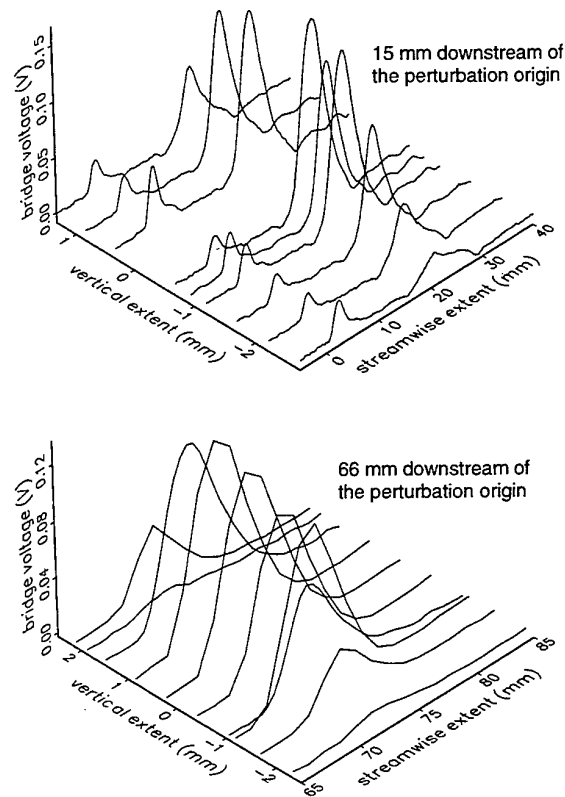 15 mm downstream of
the perturbation origin
bridge voltage (V)
0.00 0.05 0.10 0.15
vertical extent (mm)
1 0 -1 -2
streamwise extent (mm)
0 10 20 30 40
66 mm downstream of
the perturbation origin
bridge voltage (V)
0.00 0.04 0.08 0.12
vertical extent (mm)
2 1 0 -1 -2
streamwise extent (mm)
65 70 75 80 85